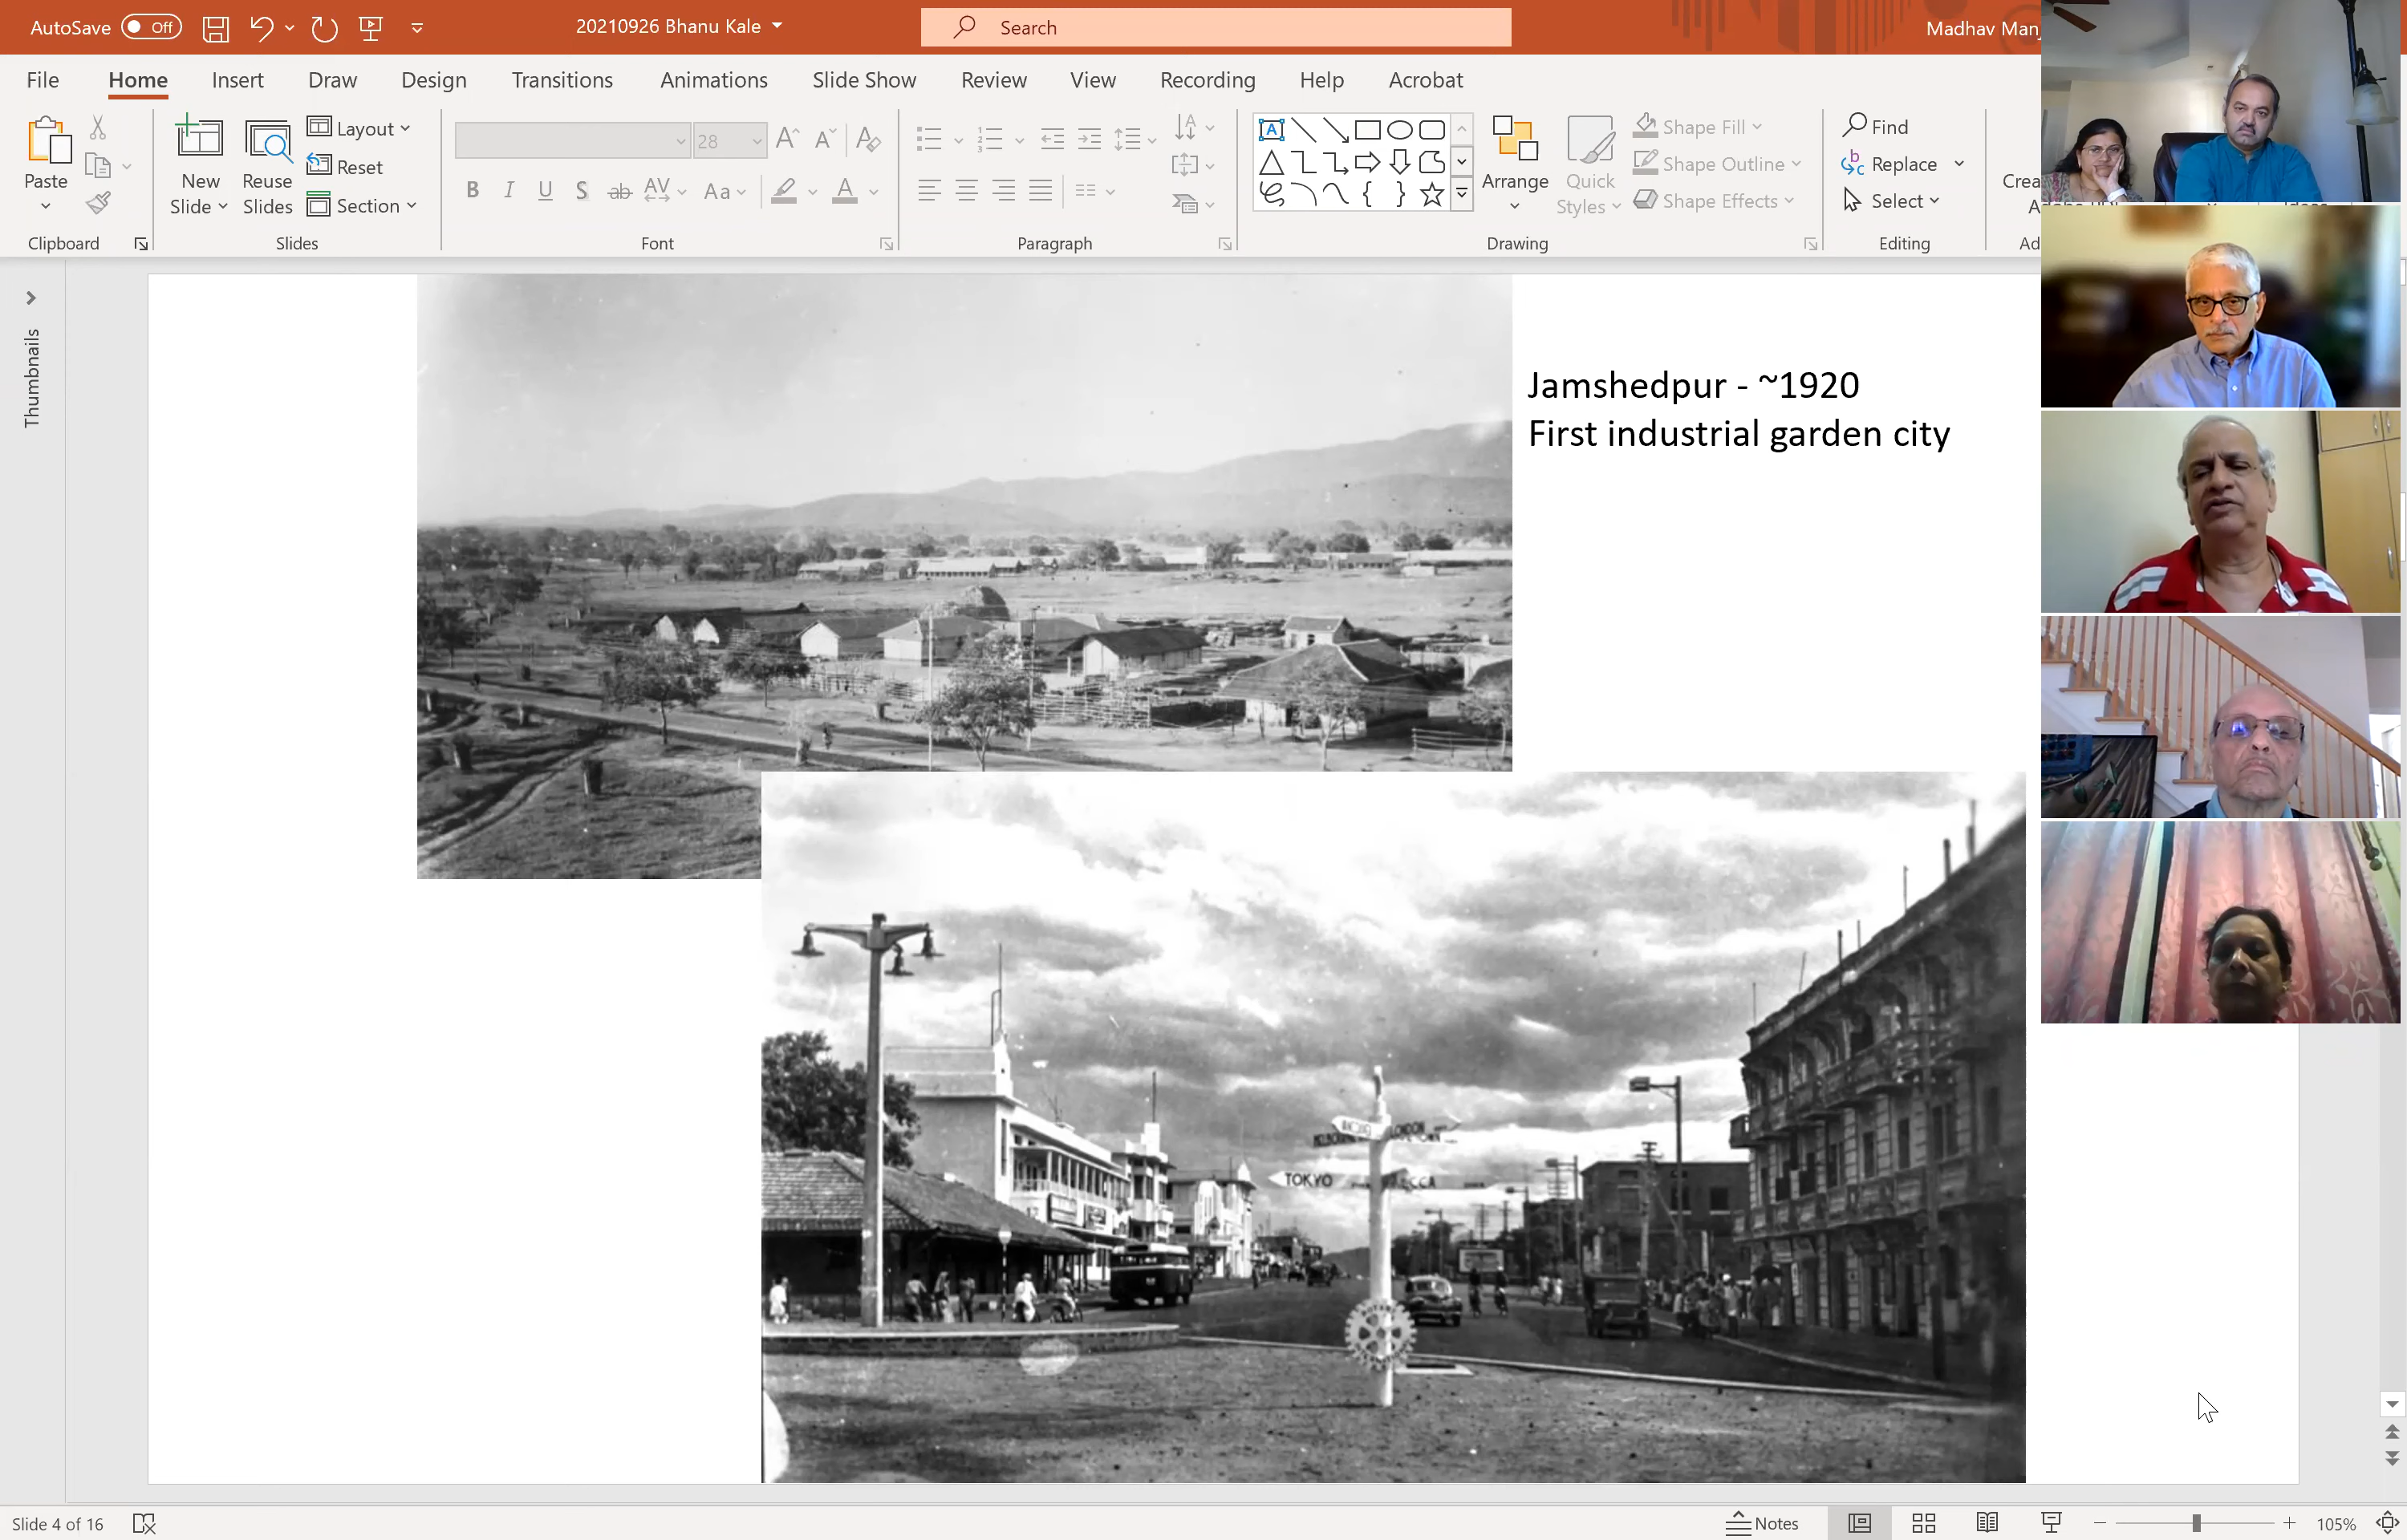 AutoSave Off
20210926 Bhanu Kale
Search
Madhav Manj
File Home Insert Draw Design Transitions Animations Slide Show Review View Recording Help Acrobat
Paste
New Slide
Reuse Slides
Layout
Reset
Section
28
Aa
Arrange
Quick Styles
Shape Fill
Shape Outline
Shape Effects
Find
Replace
Select
Clipboard
Slides
Font
Paragraph
Drawing
Editing
Thumbnails
Jamshedpur - ~1920
First industrial garden city
LONDON
TOKYO
Slide 4 of 16
Notes
105%